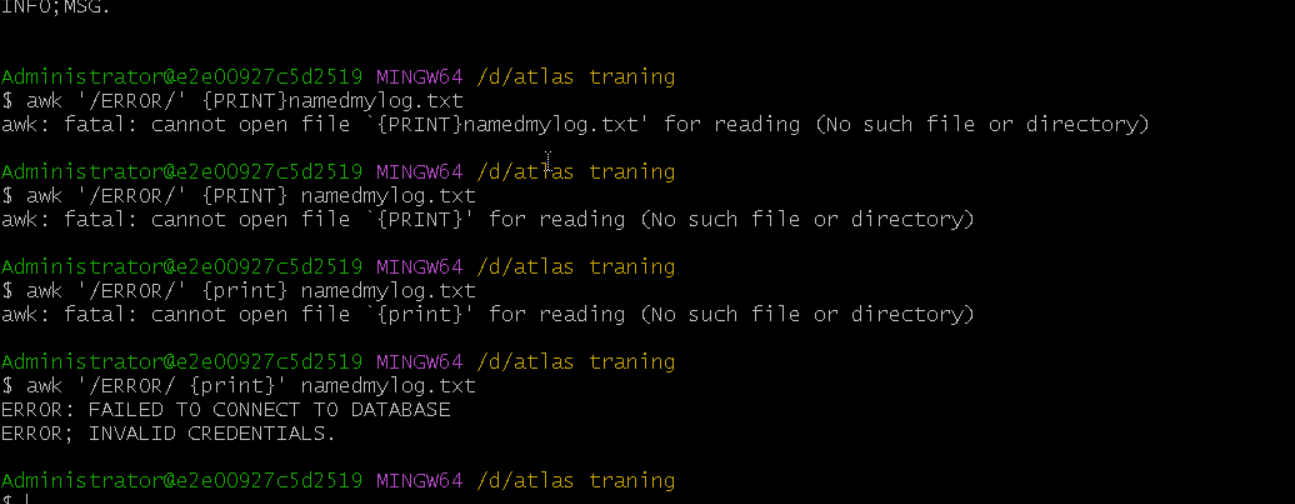 INFO;MSG.
Administrator@e2e00927c5d2519 MINGW64 /d/atlas traning
$ awk '/ERROR/' {PRINT}namedmylog.txt
awk: fatal: cannot open file `{PRINT}namedmylog.txt' for reading (No such file or directory)
Administrator@e2e00927c5d2519 MINGW64 /d/atlas traning
$ awk '/ERROR/' {PRINT} namedmylog.txt
awk: fatal: cannot open file `{PRINT}' for reading (No such file or directory)
Administrator@e2e00927c5d2519 MINGW64 /d/atlas traning
$ awk '/ERROR/' {print} namedmylog.txt
awk: fatal: cannot open file `{print}' for reading (No such file or directory)
Administrator@e2e00927c5d2519 MINGW64 /d/atlas traning
$ awk '/ERROR/ {print}' namedmylog.txt
ERROR: FAILED TO CONNECT TO DATABASE
ERROR; INVALID CREDENTIALS.
Administrator@e2e00927c5d2519 MINGW64 /d/atlas traning
$